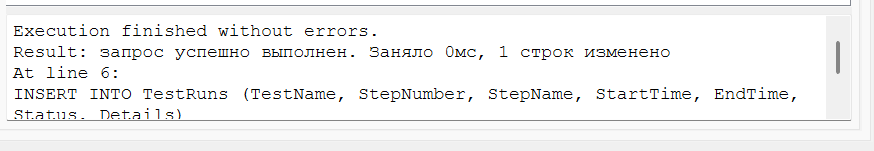 Execution finished without errors.
Result: запрос успешно выполнен. Заняло 0мс, 1 строк изменено
At line 6:
INSERT INTO TestRuns (TestName, StepNumber, StepName, StartTime, EndTime,
Status, Details)